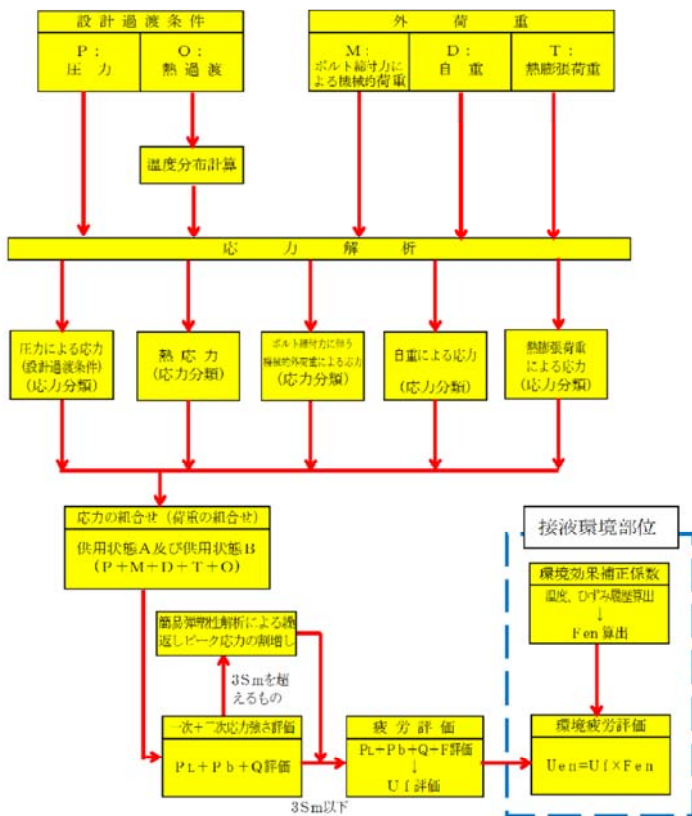 設計過渡条件
P：
圧力
O：
熱過渡
外荷重
M：
ボルト締付力に
よる機械的荷重
D：
自重
T：
熱膨張荷重
温度分布計算
応力解析
圧力による応力
(設計過渡条件)
(応力分類)
熱応力
(応力分類)
ボルト締付力に伴う
機械的外荷重による応力
(応力分類)
自重による応力
(応力分類)
熱膨張荷重
による応力
(応力分類)
応力の組合せ（荷重の組合せ）
供用状態A及び供用状態B
(P+M+D+T+O)
簡易弾塑性解析による繰
返しピーク応力の割増し
3Smを超
えるもの
一次+二次応力強さ評価
PL+Pb+Q評価
3Sm以下
疲労評価
PL+Pb+Q+F評価
↓
Uf評価
接液環境部位
環境効果補正係数
温度、ひずみ履歴算出
↓
Fen算出
環境疲労評価
Uen=Uf×Fen